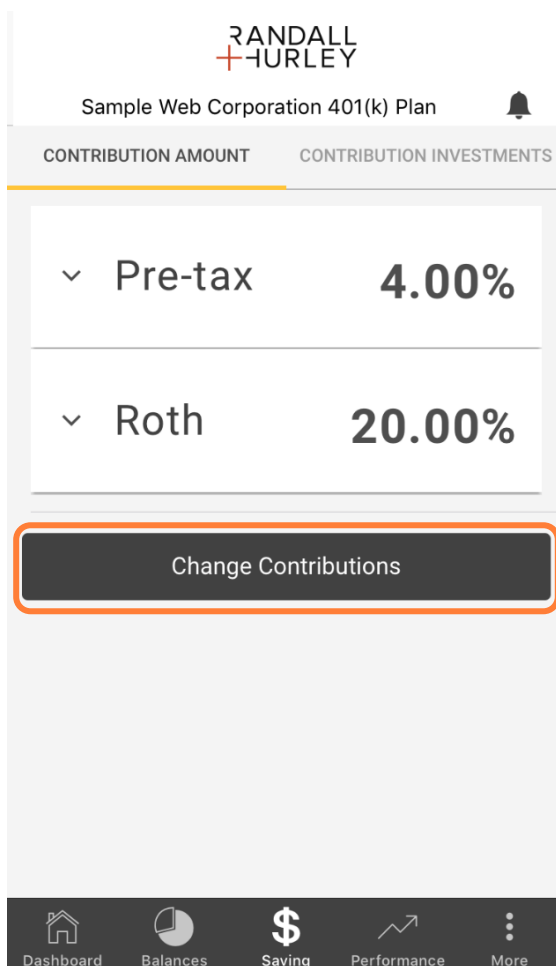 RANDALL
HURLEY
Sample Web Corporation 401(k) Plan
CONTRIBUTION AMOUNT CONTRIBUTION INVESTMENTS
Pre-tax 4.00%
Roth 20.00%
Change Contributions
$
Dashboard Balances Saving Performance More